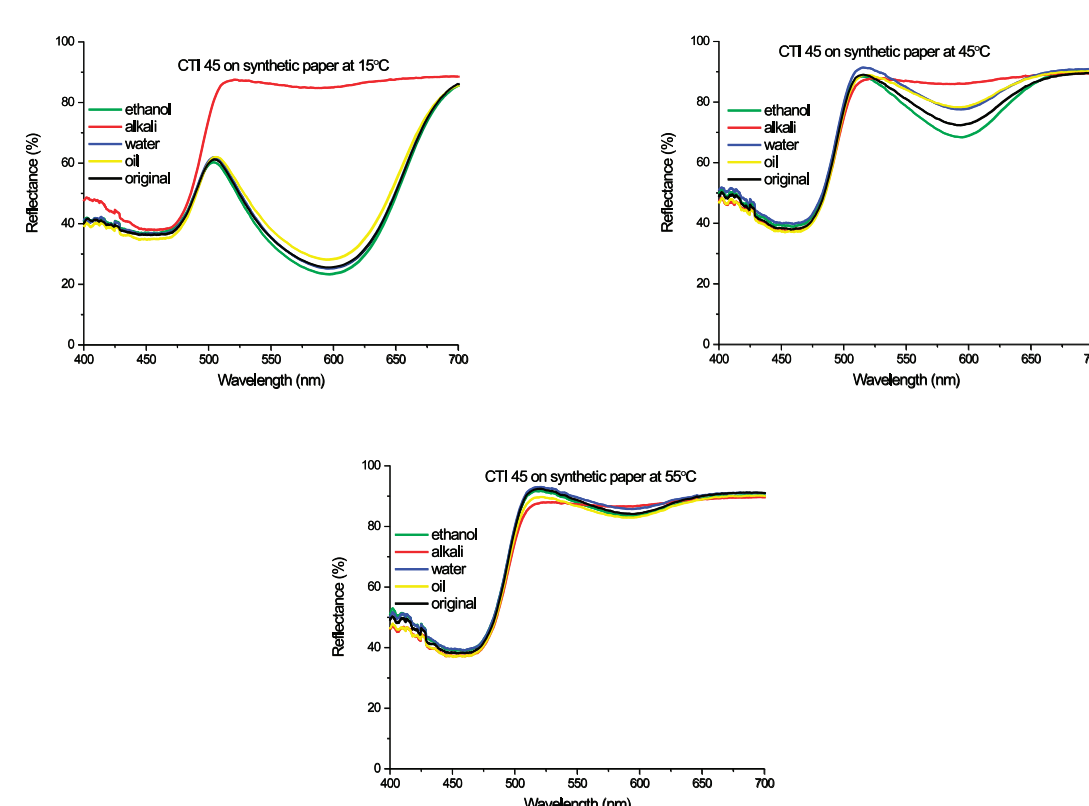 CTI 45 on synthetic paper at 15°C
ethanol
alkali
water
oil
original
Reflectance (%)
100
80
60
40
20
0
400 450 500 550 600 650 700
Wavelength (nm)
CTI 45 on synthetic paper at 45°C
ethanol
alkali
water
oil
original
Reflectance (%)
100
80
60
40
20
0
400 450 500 550 600 650
Wavelength (nm)
CTI 45 on synthetic paper at 55°C
ethanol
alkali
water
oil
original
Reflectance (%)
100
80
60
40
20
0
400 450 500 550 600 650 700
Wavelength (nm)